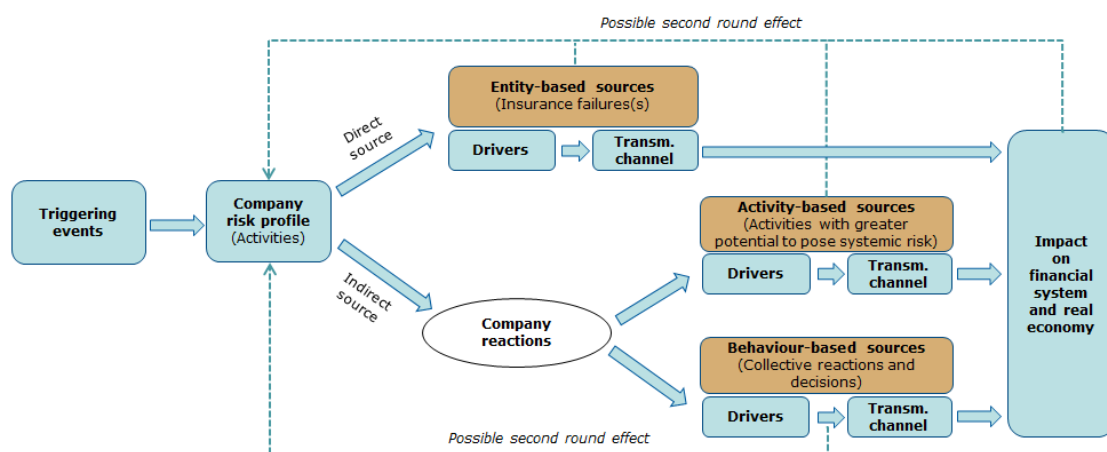 Possible second round effect
Entity-based sources
(Insurance failures(s)
Direct
source
Drivers
Transm.
channel
Triggering
events
Company
risk profile
(Activities)
Activity-based sources
(Activities with greater
potential to pose systemic risk)
Drivers
Transm.
channel
Impact
on
financial
system
and real
economy
Indirect
source
Company
reactions
Behaviour-based sources
(Collective reactions and
decisions)
Drivers
Transm.
channel
Possible second round effect